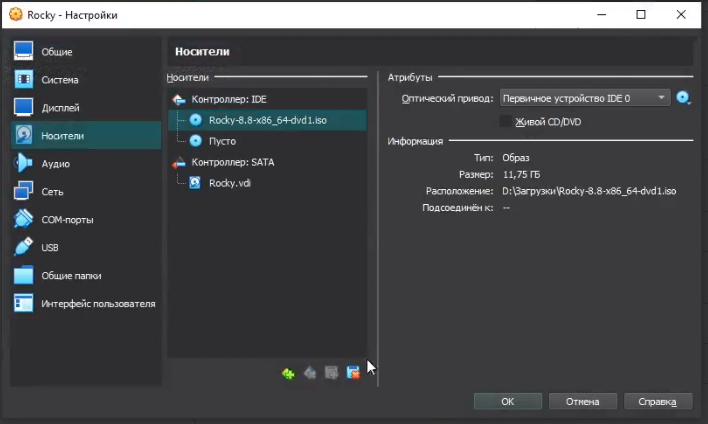 Rocky - Настройки
Общие
Система
Дисплей
Носители
Аудио
Сеть
COM-порты
USB
Общие папки
Интерфейс пользователя
Носители
Носители
Контроллер: IDE
Rocky-8.8-x86_64-dvd1.iso
Пусто
Контроллер: SATA
Rocky.vdi
Атрибуты
Оптический привод: Первичное устройство IDE 0
Живой CD/DVD
Информация
Тип: Образ
Размер: 11,75 ГБ
Расположение: D:\Загрузки\Rocky-8.8-x86_64-dvd1.iso
Подсоединён к: --
OK
Отмена
Справка